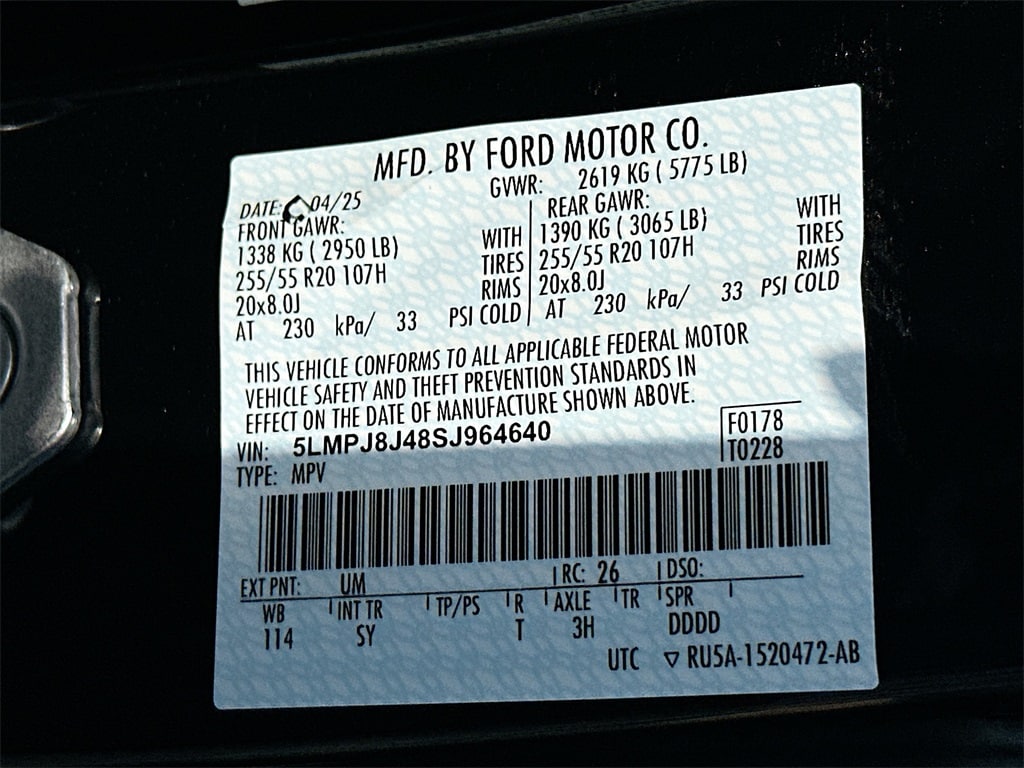 MFD. BY FORD MOTOR CO.
DATE: 04/25 GVWR: 2619 KG ( 5775 LB)
FRONT GAWR: REAR GAWR:
1338 KG ( 2950 LB) WITH 1390 KG ( 3065 LB) WITH
255/55 R20 107H TIRES 255/55 R20 107H TIRES
20x8.0J RIMS 20x8.0J RIMS
AT 230 kPa/ 33 PSI COLD AT 230 kPa/ 33 PSI COLD
THIS VEHICLE CONFORMS TO ALL APPLICABLE FEDERAL MOTOR
VEHICLE SAFETY AND THEFT PREVENTION STANDARDS IN
EFFECT ON THE DATE OF MANUFACTURE SHOWN ABOVE.
VIN: 5LMPJ8J48SJ964640 F0178
TYPE: MPV T0228
EXT PNT: UM RC: 26 DSO:
WB INT TR TP/PS R AXLE TR SPR
114 SY T 3H DDDD
UTC ▽ RU5A-1520472-AB